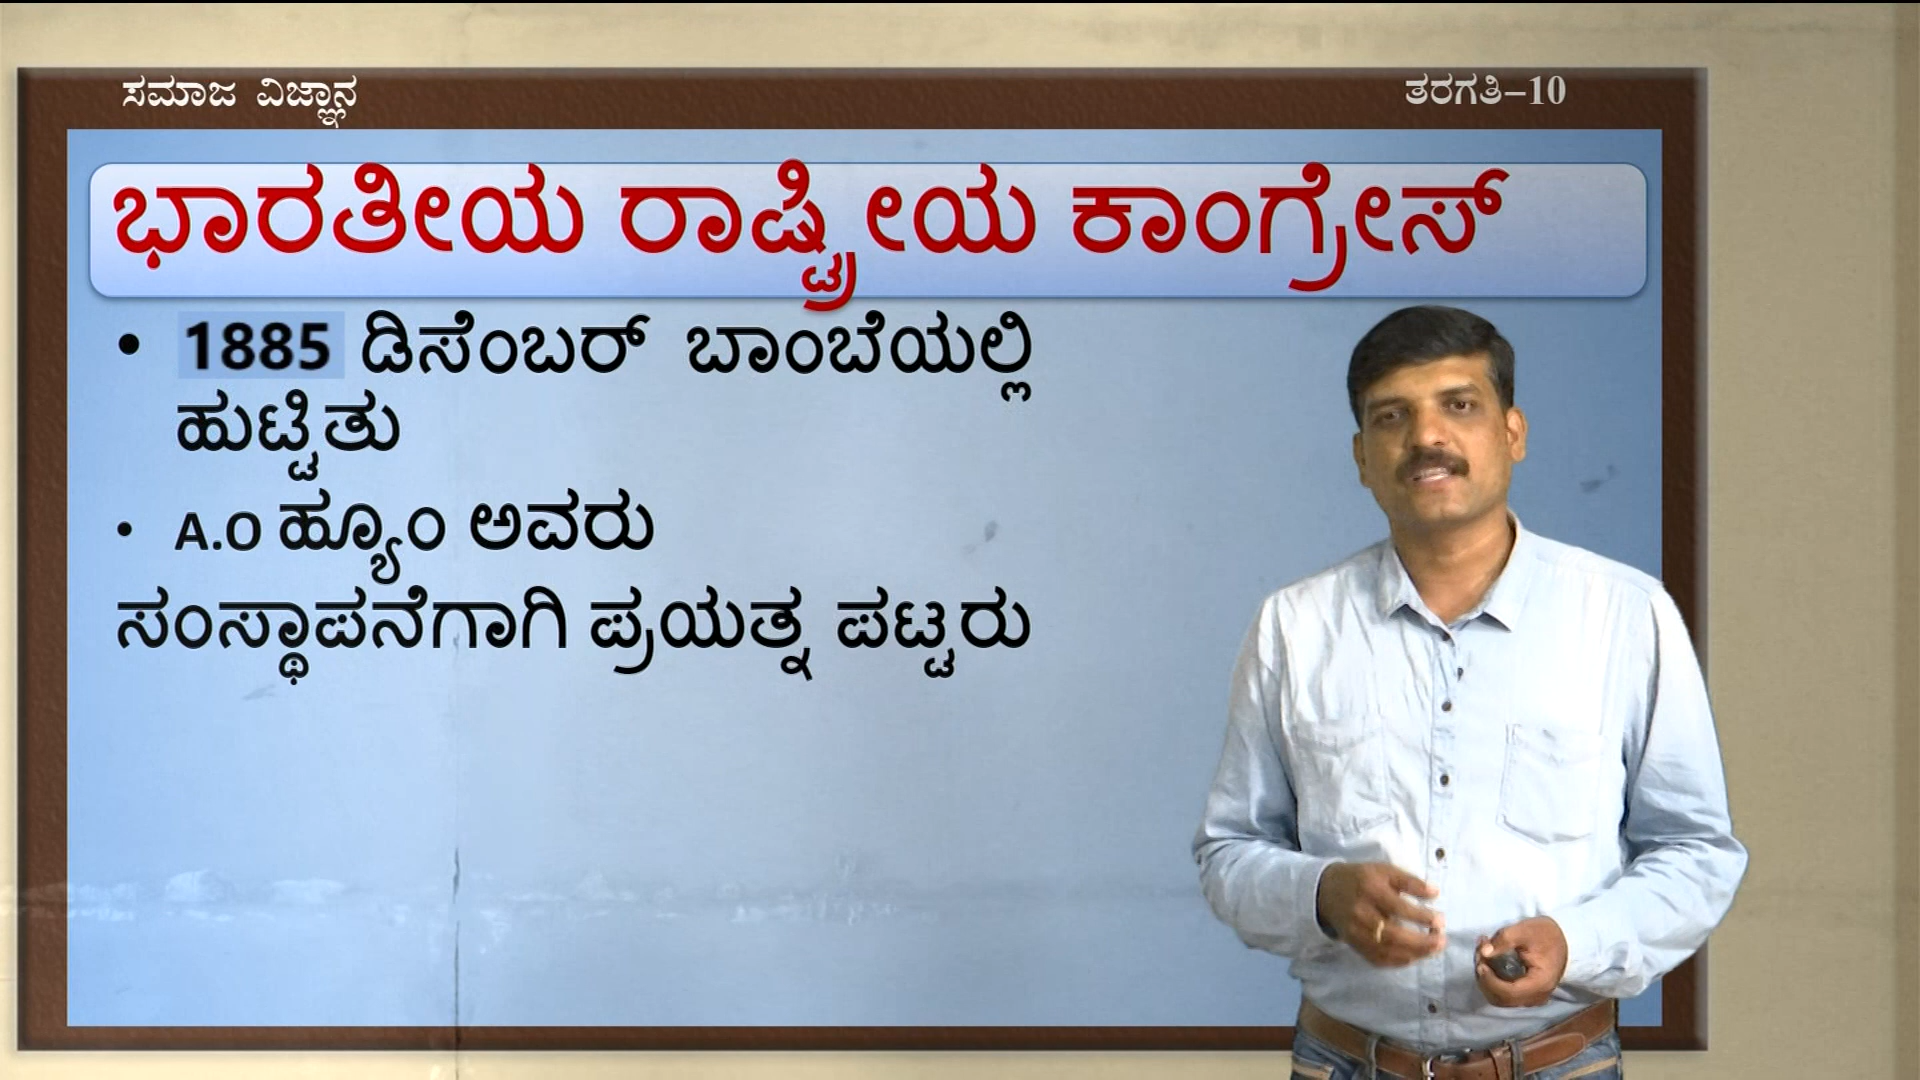 ಸಮಾಜ ವಿಜ್ಞಾನ
ತರಗತಿ–10
ಭಾರತೀಯ ರಾಷ್ಟ್ರೀಯ ಕಾಂಗ್ರೇಸ್
• 1885 ಡಿಸೆಂಬರ್ ಬಾಂಬೆಯಲ್ಲಿ
ಹುಟ್ಟಿತು
• A.O ಹ್ಯೂಂ ಅವರು
ಸಂಸ್ಥಾಪನೆಗಾಗಿ ಪ್ರಯತ್ನ ಪಟ್ಟರು